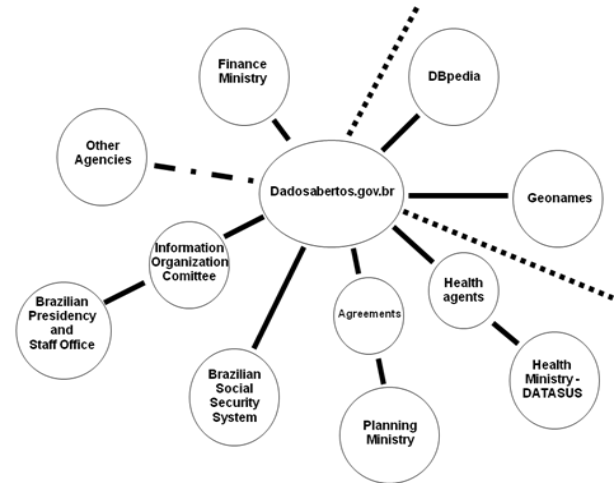 Finance
Ministry
DBpedia
Other
Agencies
Dadosabertos.gov.br
Geonames
Information
Organization
Comittee
Health
agents
Brazilian
Presidency
and
Staff Office
Agreements
Brazilian
Social
Security
System
Health
Ministry -
DATASUS
Planning
Ministry